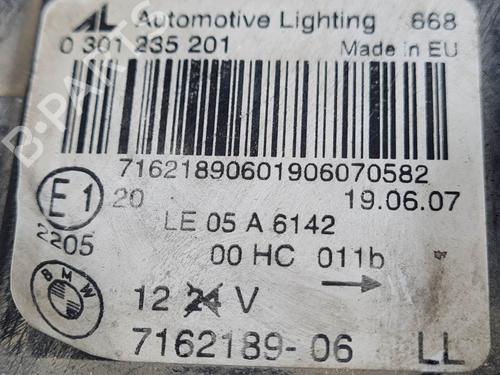 AL Automotive Lighting 668
0 301 235 201 Made in EU
71621890601906070582
E1 20 19.06.07
2205 LE 05 A 6142
00 HC 011b
BMW
12 24 V
7162189-06 LL
B-PARTS